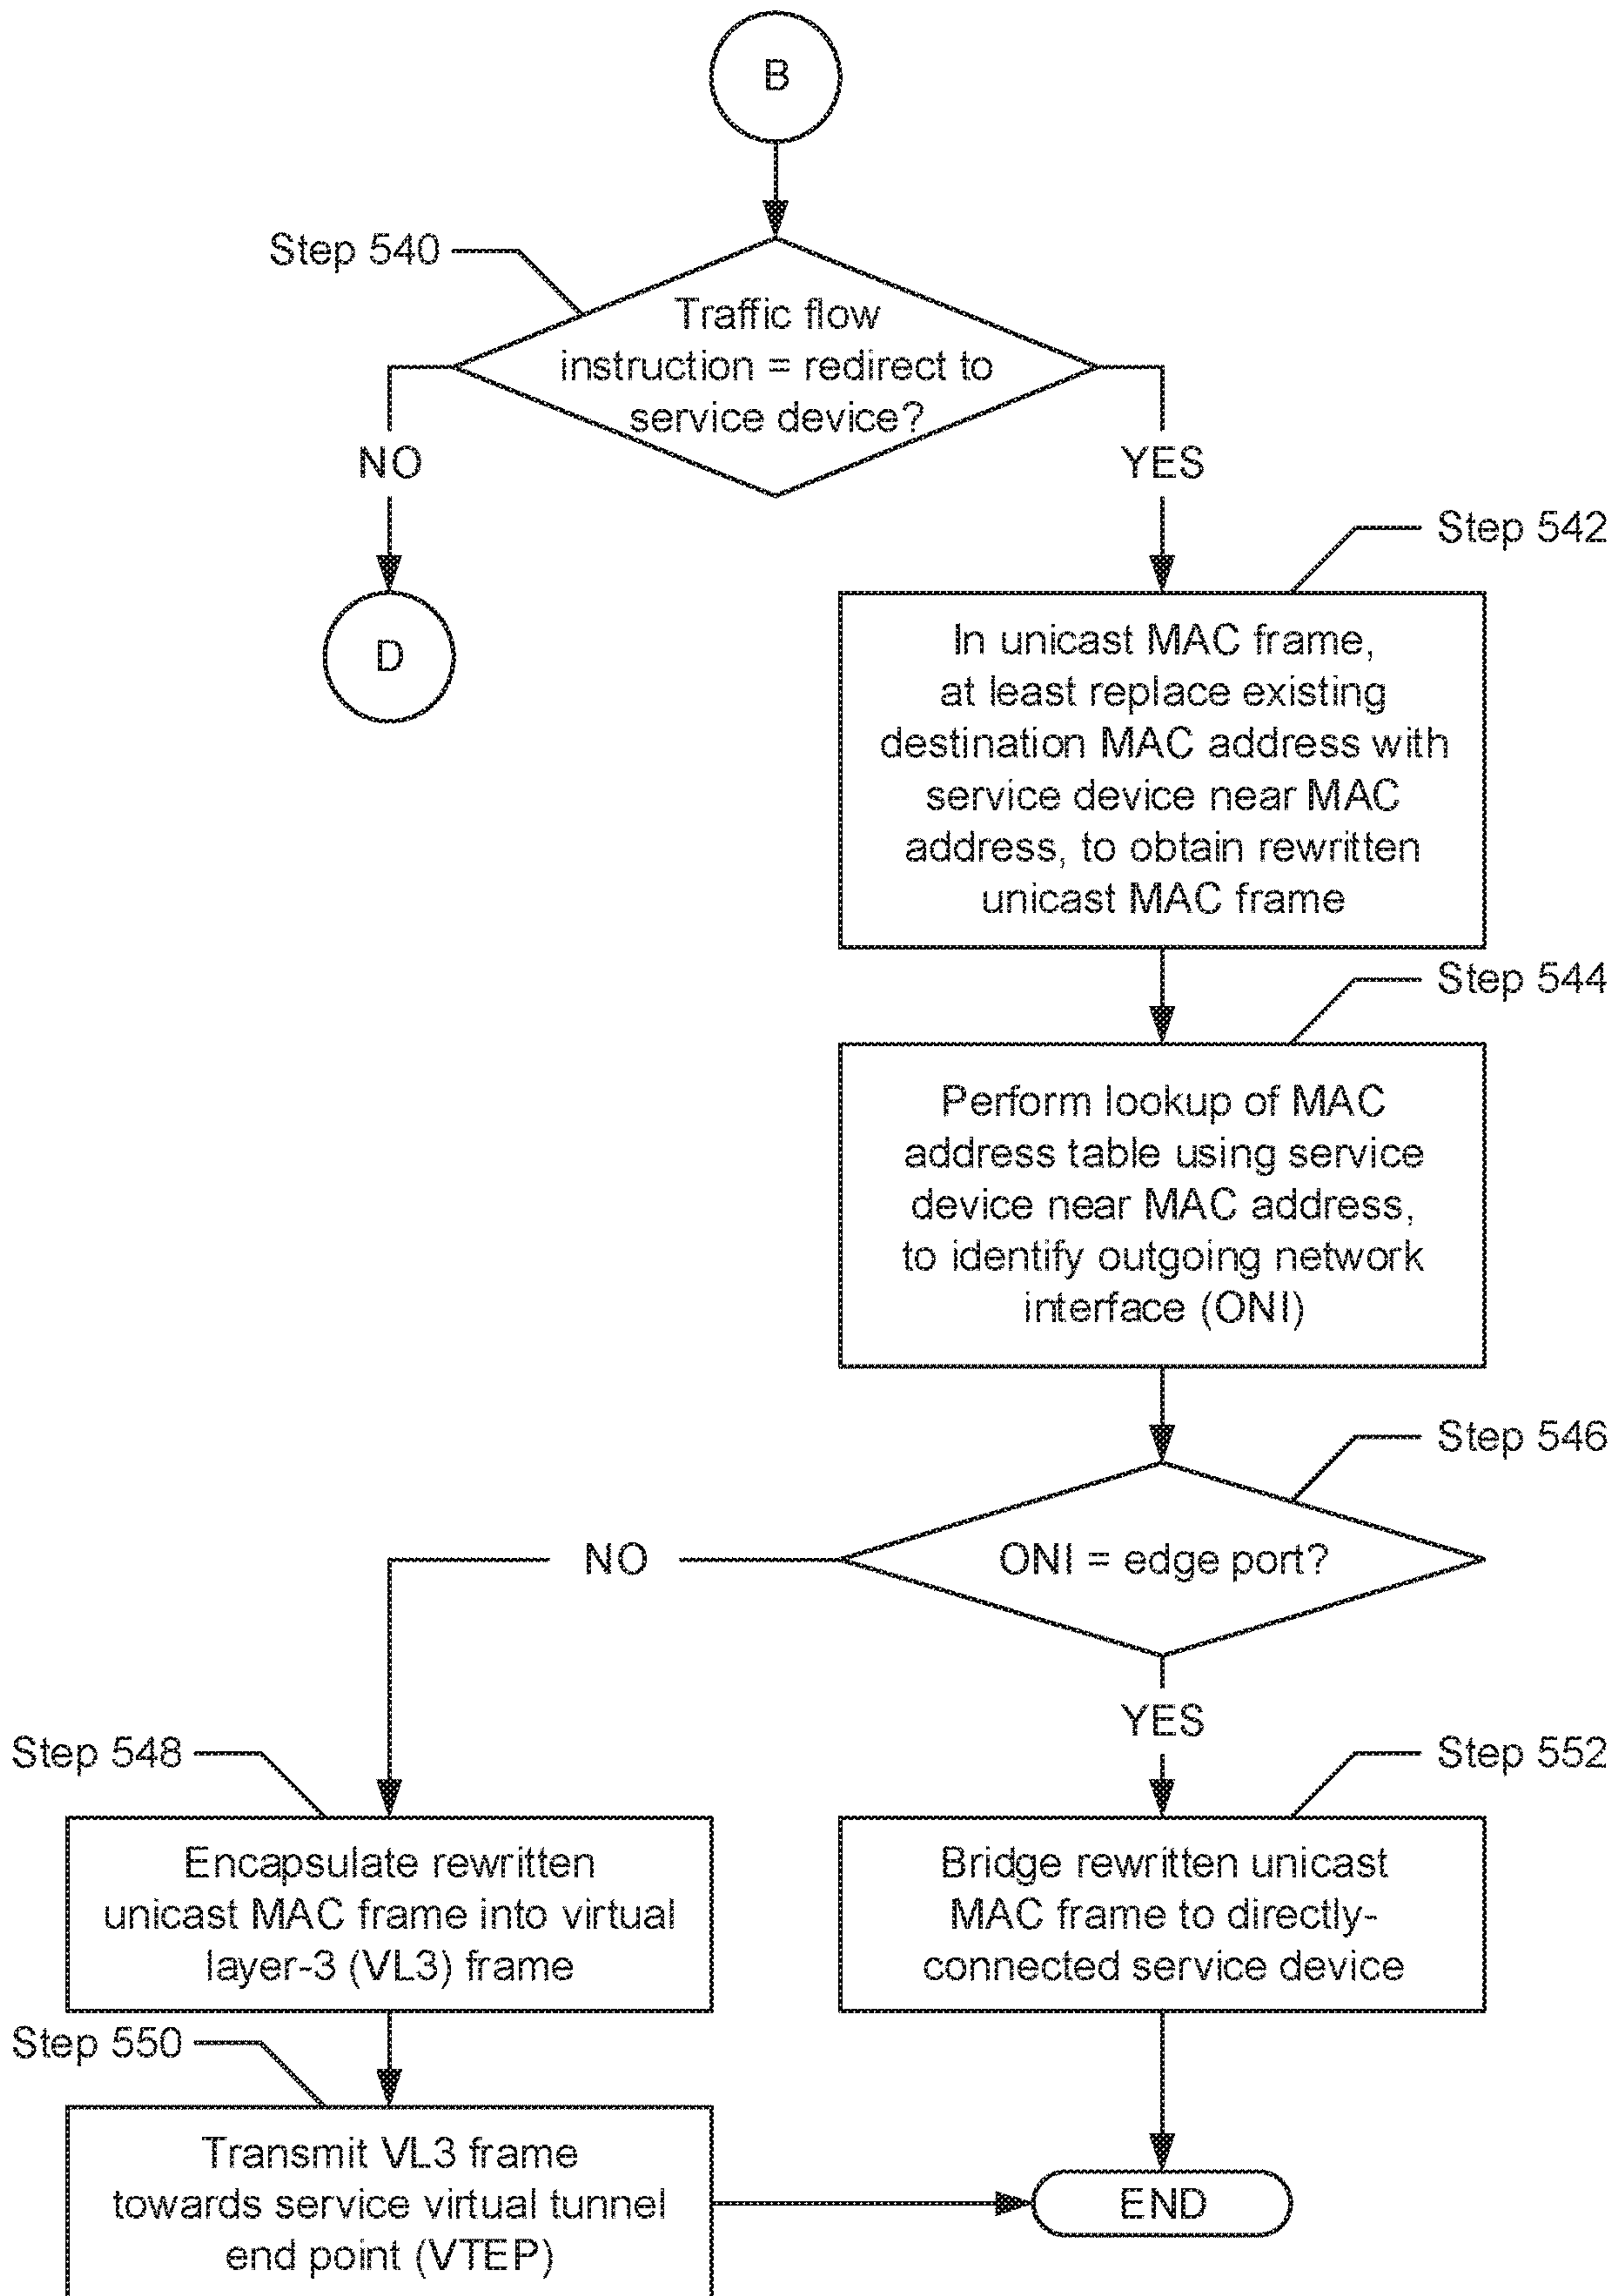 B
Step 540
Traffic flow
instruction = redirect to
service device?
NO
YES
D
Step 542
In unicast MAC frame,
at least replace existing
destination MAC address with
service device near MAC
address, to obtain rewritten
unicast MAC frame
Step 544
Perform lookup of MAC
address table using service
device near MAC address,
to identify outgoing network
interface (ONI)
Step 546
ONI = edge port?
NO
YES
Step 548
Encapsulate rewritten
unicast MAC frame into virtual
layer-3 (VL3) frame
Step 552
Bridge rewritten unicast
MAC frame to directly-
connected service device
Step 550
Transmit VL3 frame
towards service virtual tunnel
end point (VTEP)
END